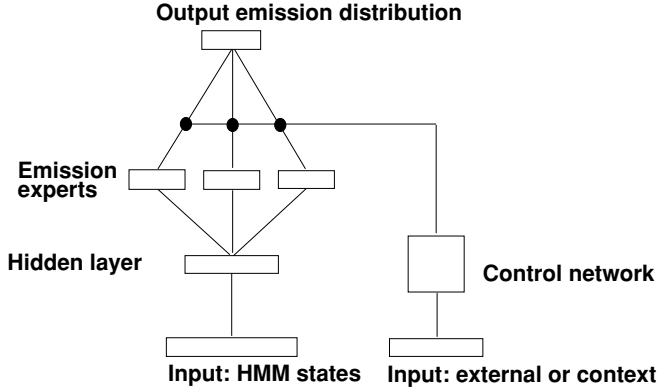 Output emission distribution
Emission
experts
Hidden layer
Control network
Input: HMM states
Input: external or context